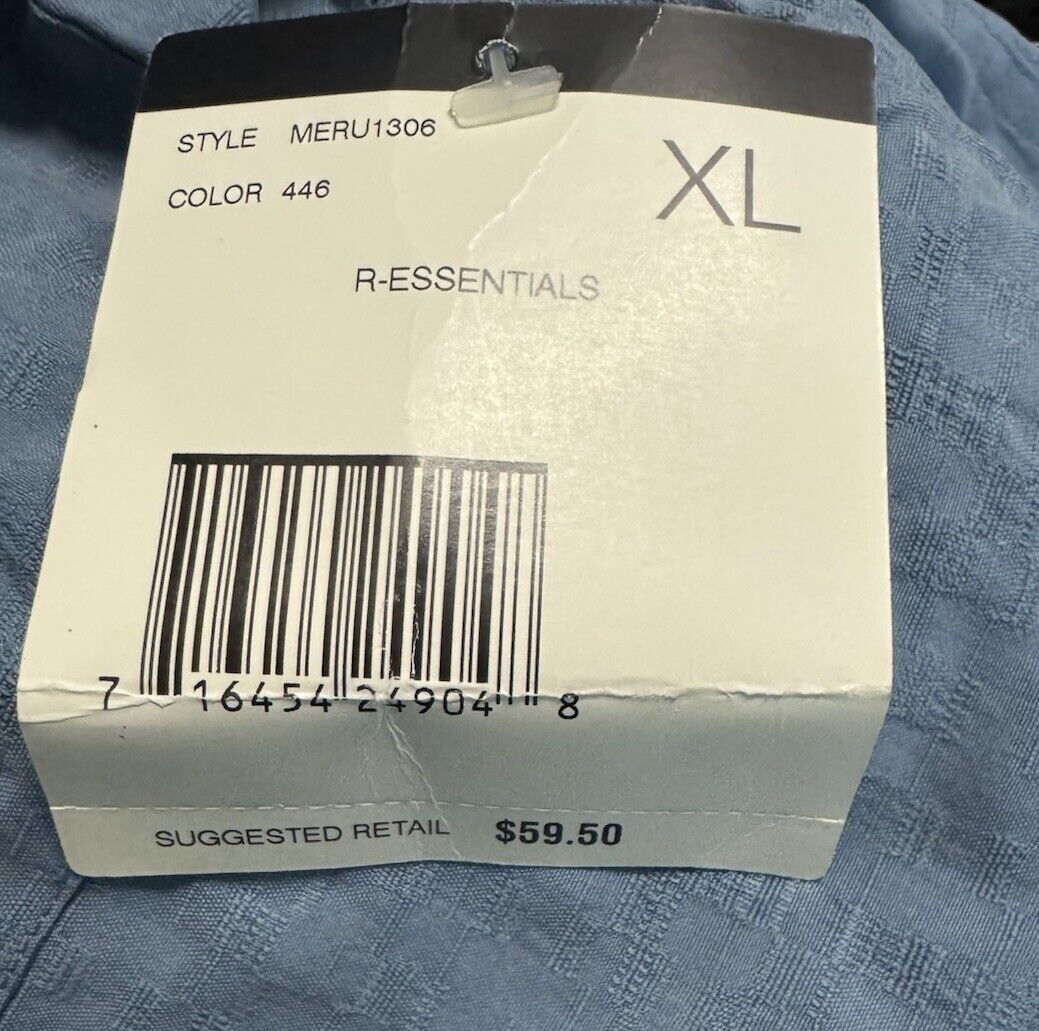 STYLE MERU1306
XL
COLOR 446
R-ESSENTIALS
7 16454 24904 8
SUGGESTED RETAIL $59.50